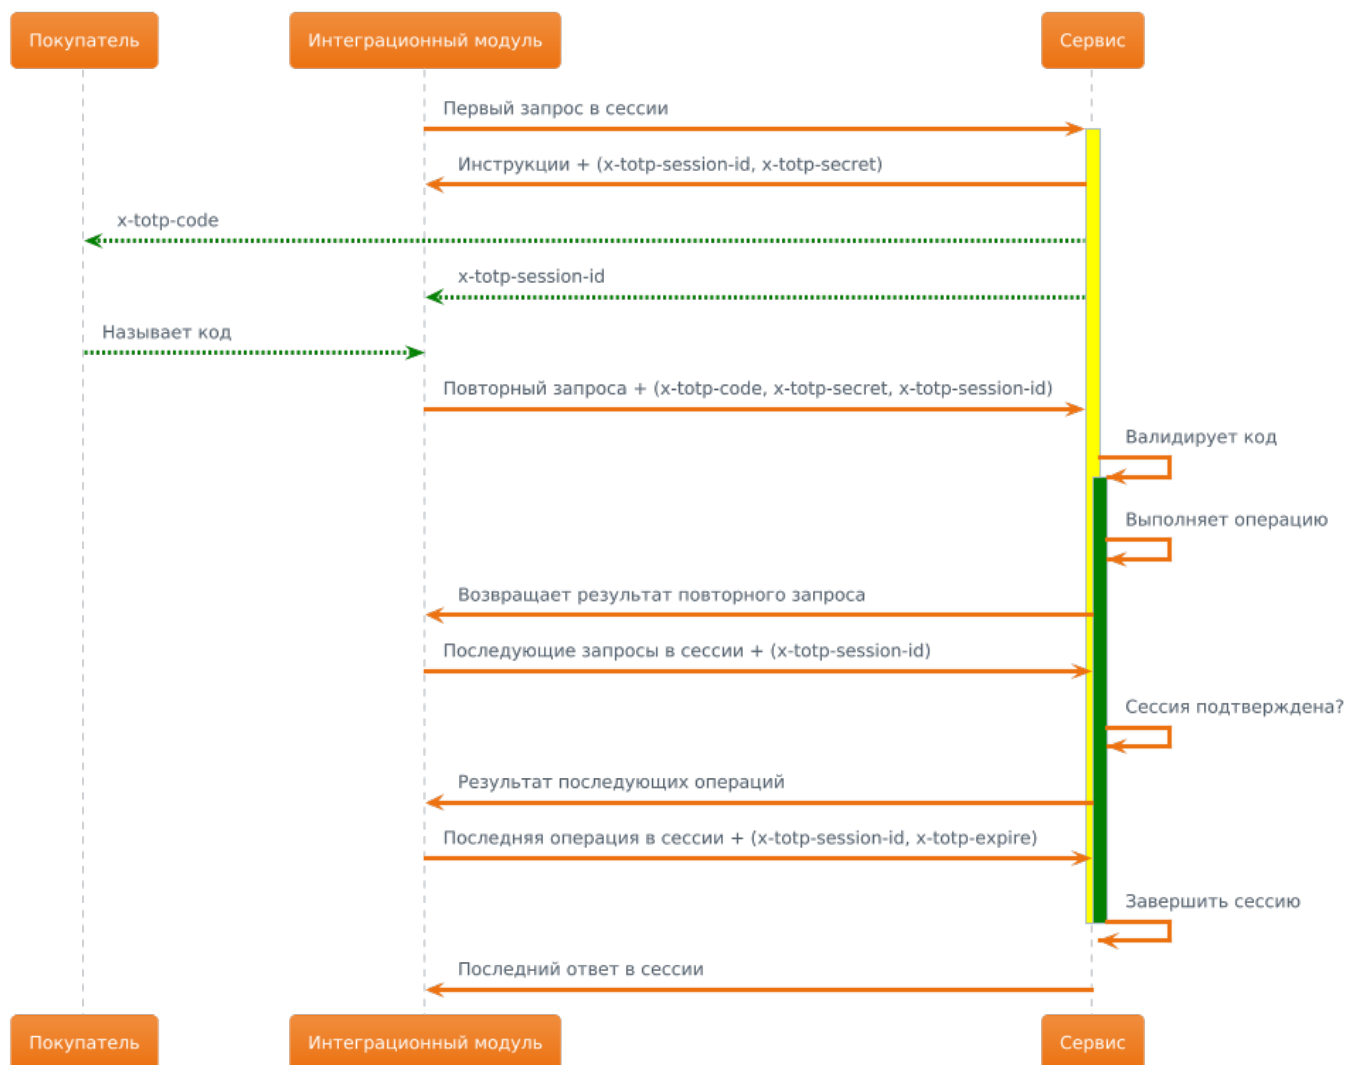 Покупатель
Интеграционный модуль
Сервис
Первый запрос в сессии
Инструкции + (x-totp-session-id, x-totp-secret)
x-totp-code
x-totp-session-id
Называет код
Повторный запроса + (x-totp-code, x-totp-secret, x-totp-session-id)
Валидирует код
Выполняет операцию
Возвращает результат повторного запроса
Последующие запросы в сессии + (x-totp-session-id)
Сессия подтверждена?
Результат последующих операций
Последняя операция в сессии + (x-totp-session-id, x-totp-expire)
Завершить сессию
Последний ответ в сессии
Покупатель
Интеграционный модуль
Сервис